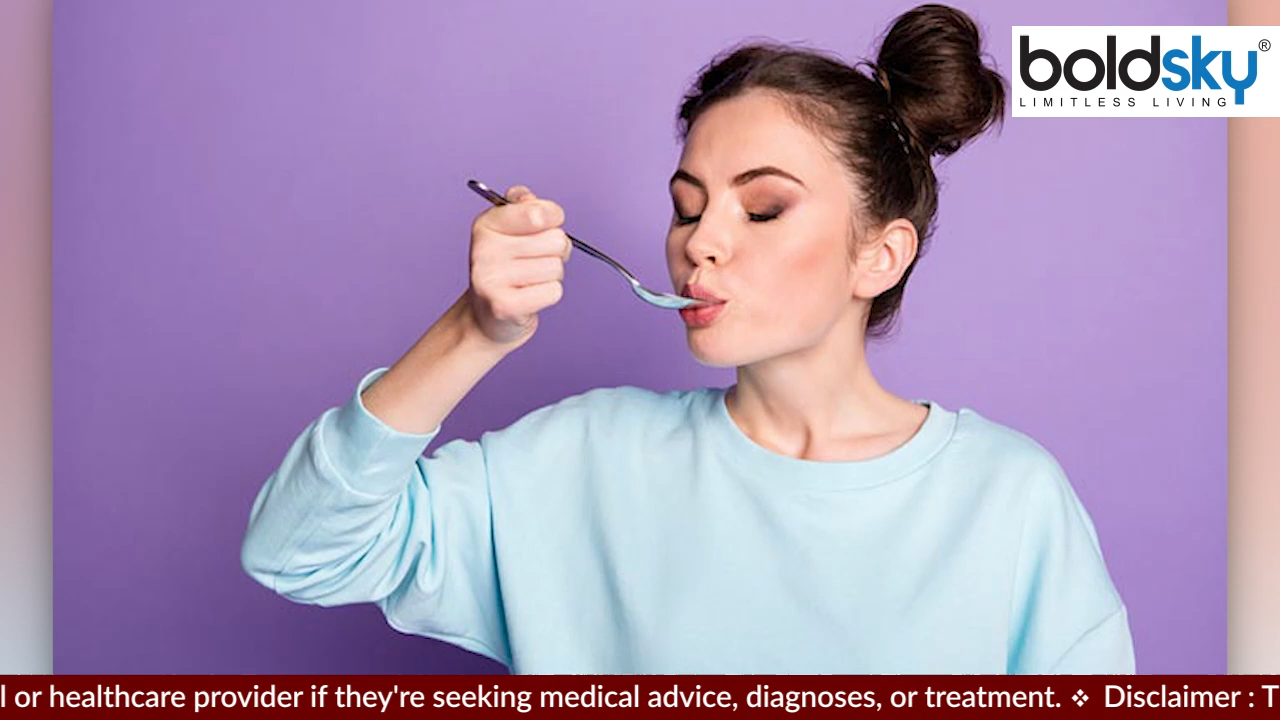 boldsky®
LIMITLESS LIVING
l or healthcare provider if they're seeking medical advice, diagnoses, or treatment. ❖ Disclaimer : T